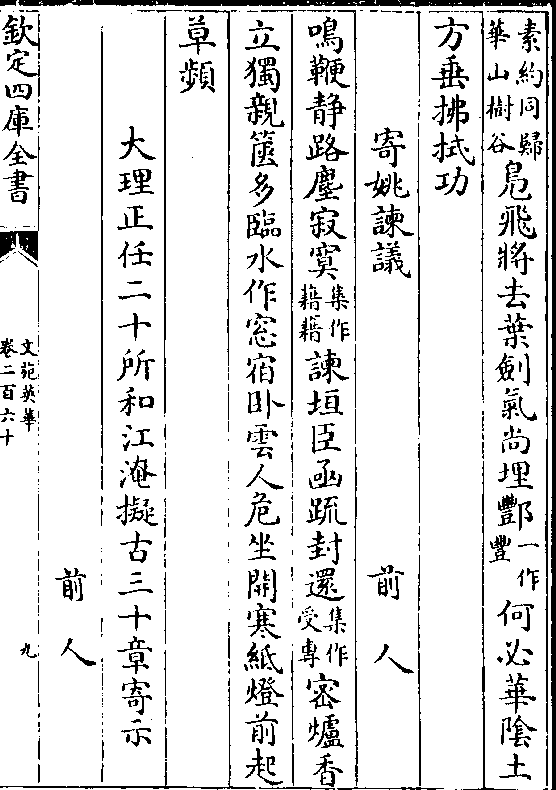 素約同歸
華山樹谷
鳬飛將去葉劍氣尚埋酆一作豐何必華陰土
方垂拂拭功
寄姚諫議 前人
鳴鞭静路塵寂寞集作藉藉諫垣臣函疏封還集作受專密爐香
立獨親篋多臨水作窓宿卧雲人危坐開寒紙燈前起
草頻
大理正任二十所和江淹擬古三十章寄示
前人
欽定四庫全書
文苑英華
卷二百六十
九